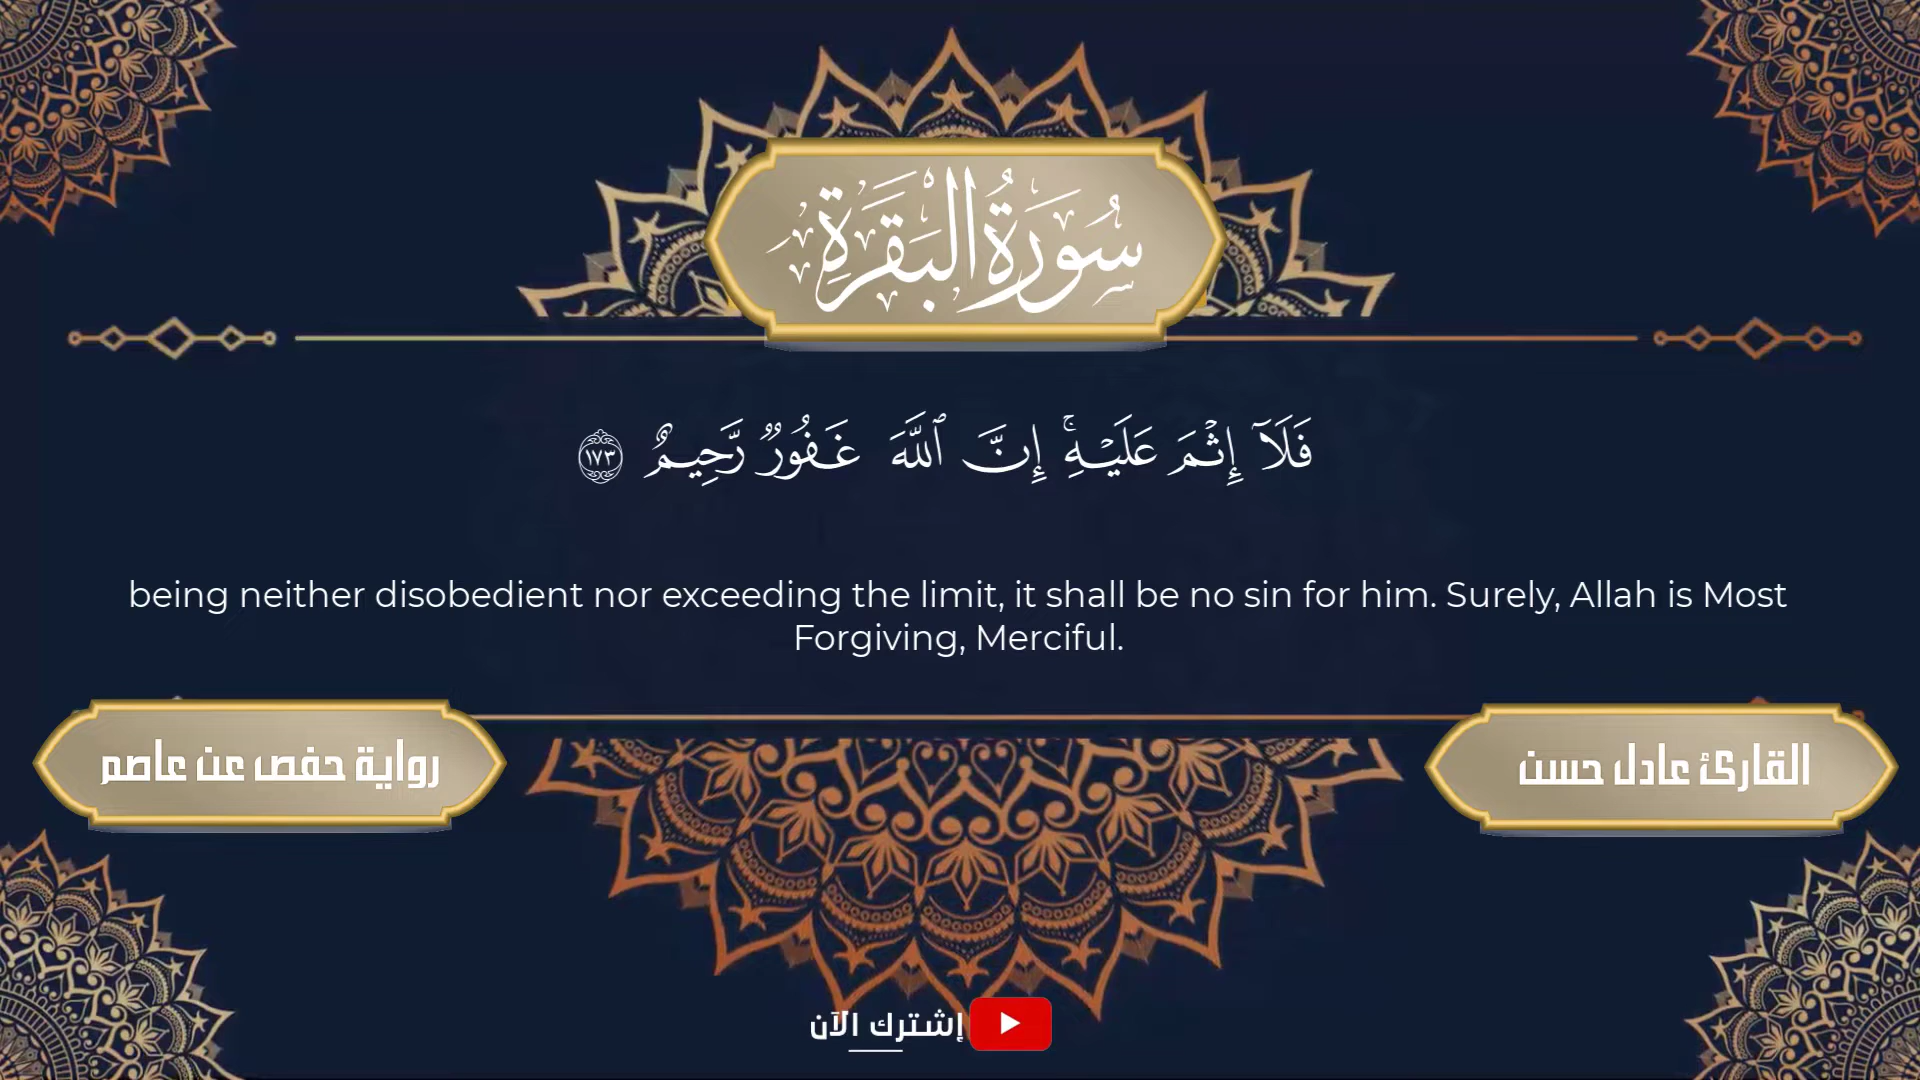 سُورَةُ البَقَرَةِ
فَلَآ إِثْمَ عَلَيْهِۚ إِنَّ ٱللَّهَ غَفُورٌ رَّحِيمٌ ١٧٣
being neither disobedient nor exceeding the limit, it shall be no sin for him. Surely, Allah is Most
Forgiving, Merciful.
القارئ عادل حسن
رواية حفص عن عاصم
إشترك الآن